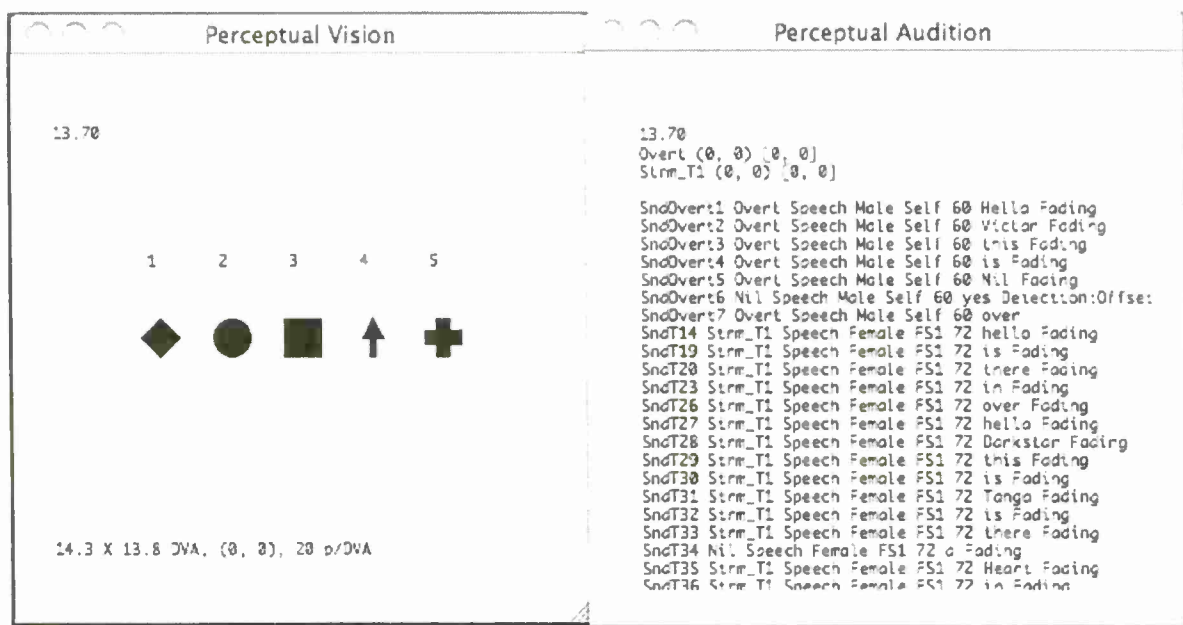 Perceptual Vision
13.70
1 2 3 4 5
14.3 X 13.8 DVA, (0, 0), 20 p/DVA
Perceptual Audition
13.70
Overt (0, 0) [0, 0]
Strm_T1 (0, 0) [0, 0]
SndOvert1 Overt Speech Male Self 60 Hello Fading
SndOvert2 Overt Speech Male Self 60 Victor Fading
SndOvert3 Overt Speech Male Self 60 this Fading
SndOvert4 Overt Speech Male Self 60 is Fading
SndOvert5 Overt Speech Male Self 60 Nil Fading
SndOvert6 Nil Speech Male Self 60 yes Detection:Offset
SndOvert7 Overt Speech Male Self 60 over
SndT14 Strm_T1 Speech Female FS1 72 hello Fading
SndT19 Strm_T1 Speech Female FS1 72 is Fading
SndT20 Strm_T1 Speech Female FS1 72 there Fading
SndT23 Strm_T1 Speech Female FS1 72 in Fading
SndT26 Strm_T1 Speech Female FS1 72 over Fading
SndT27 Strm_T1 Speech Female FS1 72 hello Fading
SndT28 Strm_T1 Speech Female FS1 72 Darkstar Fading
SndT29 Strm_T1 Speech Female FS1 72 this Fading
SndT30 Strm_T1 Speech Female FS1 72 is Fading
SndT31 Strm_T1 Speech Female FS1 72 Tango Fading
SndT32 Strm_T1 Speech Female FS1 72 is Fading
SndT33 Strm_T1 Speech Female FS1 72 there Fading
SndT34 Nil Speech Female FS1 72 a Fading
SndT35 Strm_T1 Speech Female FS1 72 Heart Fading
SndT36 Strm_T1 Speech Female FS1 72 in Fading